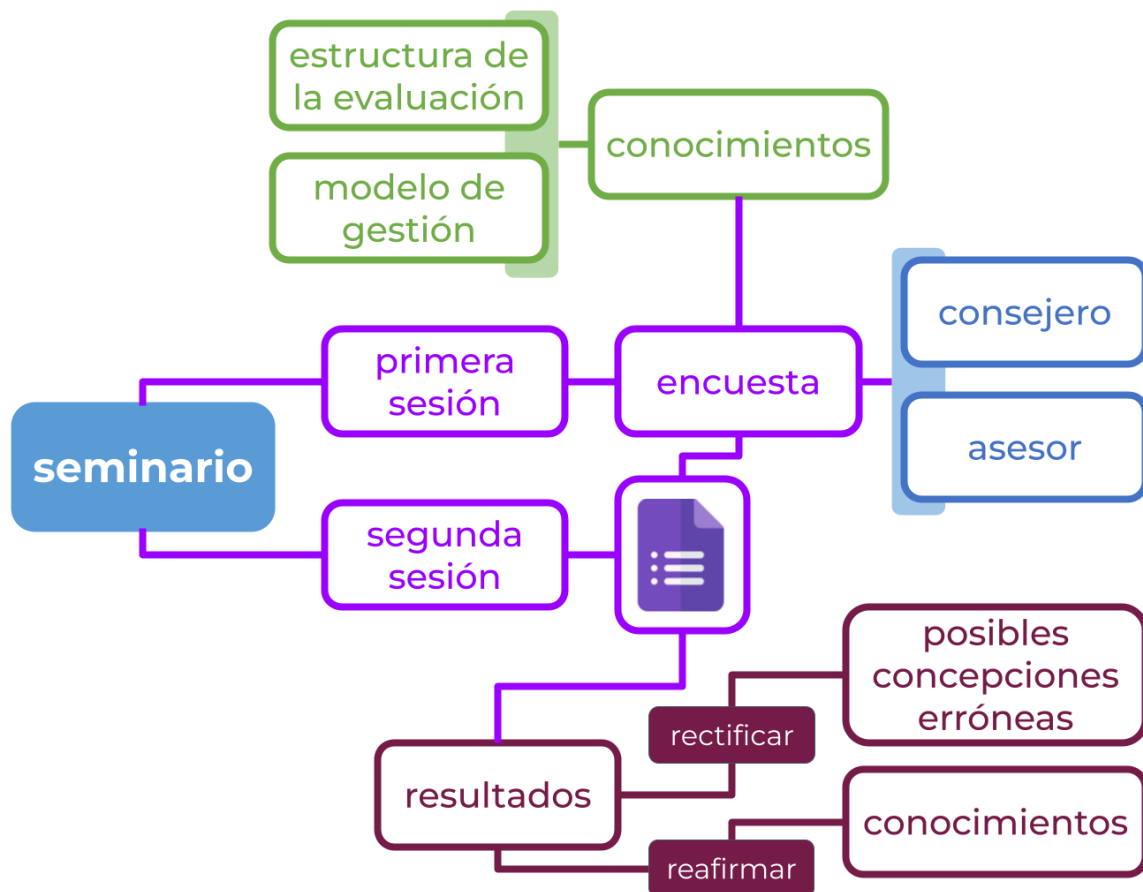 estructura de
la evaluación
conocimientos
modelo de
gestión
consejero
primera
sesión
encuesta
asesor
seminario
segunda
sesión
posibles
concepciones
erróneas
rectificar
resultados
conocimientos
reafirmar